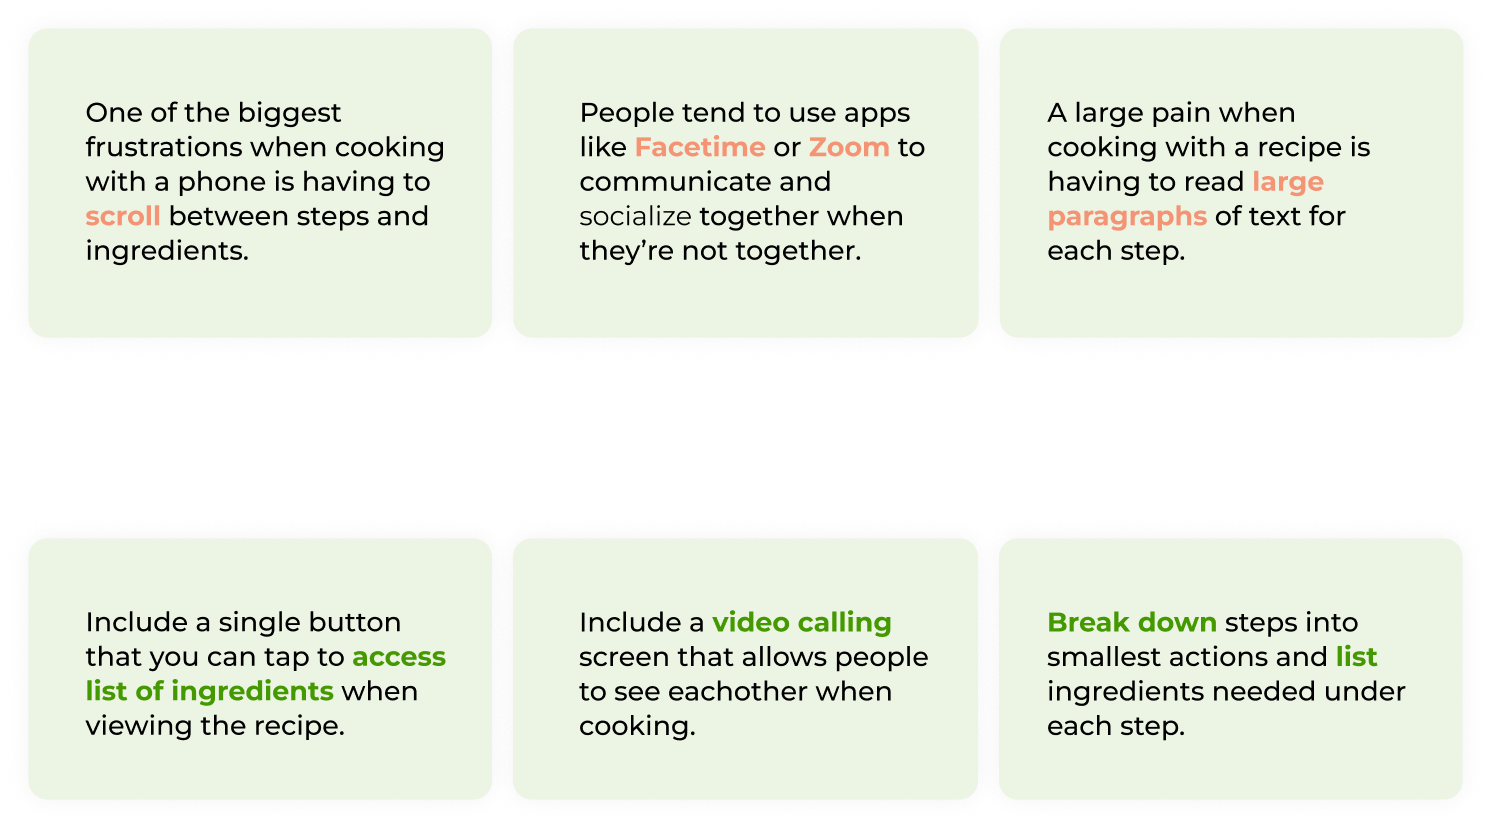 One of the biggest
frustrations when cooking
with a phone is having to
scroll between steps and
ingredients.
People tend to use apps
like Facetime or Zoom to
communicate and
socialize together when
they’re not together.
A large pain when
cooking with a recipe is
having to read large
paragraphs of text for
each step.
Include a single button
that you can tap to access
list of ingredients when
viewing the recipe.
Include a video calling
screen that allows people
to see eachother when
cooking.
Break down steps into
smallest actions and list
ingredients needed under
each step.